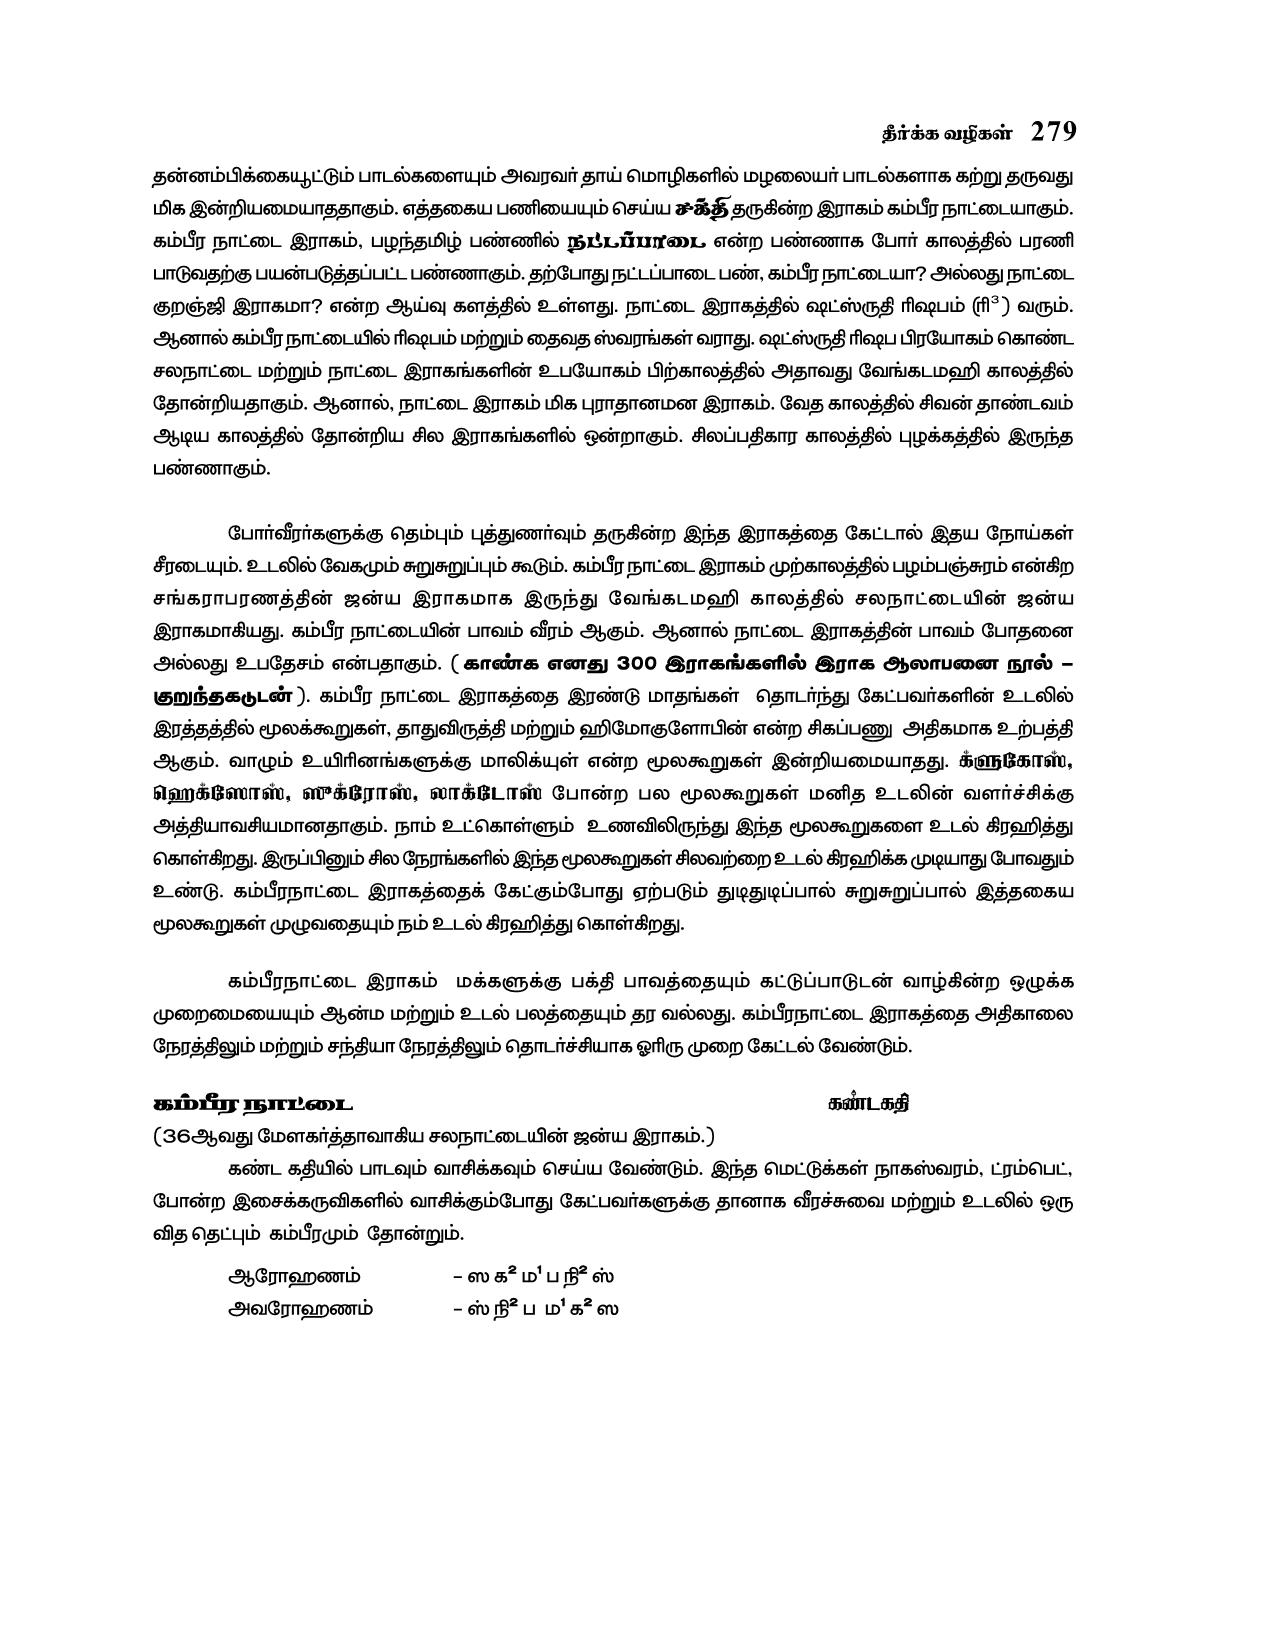 தீர்க்க வழிகள் 279
தன்னம்பிக்கையூட்டும் பாடல்களையும் அவரவர் தாய் மொழிகளில் மழலையர் பாடல்களாக கற்று தருவது
மிக இன்றியமையாததாகும். எத்தகைய பணியையும் செய்ய சக்தி தருகின்ற இராகம் கம்பீர நாட்டையாகும்.
கம்பீர நாட்டை இராகம், பழந்தமிழ் பண்ணில் நட்டப்பாடை என்ற பண்ணாக போர் காலத்தில் பரணி
பாடுவதற்கு பயன்படுத்தப்பட்ட பண்ணாகும். தற்போது நட்டப்பாடை பண், கம்பீர நாட்டையா? அல்லது நாட்டை
குறஞ்ஜி இராகமா? என்ற ஆய்வு களத்தில் உள்ளது. நாட்டை இராகத்தில் ஷட்ஸ்ருதி ரிஷபம் (ரி³) வரும்.
ஆனால் கம்பீர நாட்டையில் ரிஷபம் மற்றும் தைவத ஸ்வரங்கள் வராது. ஷட்ஸ்ருதி ரிஷப பிரயோகம் கொண்ட
சலநாட்டை மற்றும் நாட்டை இராகங்களின் உபயோகம் பிற்காலத்தில் அதாவது வேங்கடமஹி காலத்தில்
தோன்றியதாகும். ஆனால், நாட்டை இராகம் மிக புராதானமன இராகம். வேத காலத்தில் சிவன் தாண்டவம்
ஆடிய காலத்தில் தோன்றிய சில இராகங்களில் ஒன்றாகும். சிலப்பதிகார காலத்தில் புழக்கத்தில் இருந்த
பண்ணாகும்.
போர்வீரர்களுக்கு தெம்பும் புத்துணர்வும் தருகின்ற இந்த இராகத்தை கேட்டால் இதய நோய்கள்
சீரடையும். உடலில் வேகமும் சுறுசுறுப்பும் கூடும். கம்பீர நாட்டை இராகம் முற்காலத்தில் பழம்பஞ்சுரம் என்கிற
சங்கராபரணத்தின் ஜன்ய இராகமாக இருந்து வேங்கடமஹி காலத்தில் சலநாட்டையின் ஜன்ய
இராகமாகியது. கம்பீர நாட்டையின் பாவம் வீரம் ஆகும். ஆனால் நாட்டை இராகத்தின் பாவம் போதனை
அல்லது உபதேசம் என்பதாகும். ( காண்க எனது 300 இராகங்களில் இராக ஆலாபனை நூல் –
குறுந்தகடுடன் ). கம்பீர நாட்டை இராகத்தை இரண்டு மாதங்கள் தொடர்ந்து கேட்பவர்களின் உடலில்
இரத்தத்தில் மூலக்கூறுகள், தாதுவிருத்தி மற்றும் ஹிமோகுளோபின் என்ற சிகப்பணு அதிகமாக உற்பத்தி
ஆகும். வாழும் உயிரினங்களுக்கு மாலிக்யுள் என்ற மூலகூறுகள் இன்றியமையாதது. க்ளுகோஸ்,
ஹெக்ஸோஸ், ஸுக்ரோஸ், லாக்டோஸ் போன்ற பல மூலகூறுகள் மனித உடலின் வளர்ச்சிக்கு
அத்தியாவசியமானதாகும். நாம் உட்கொள்ளும் உணவிலிருந்து இந்த மூலகூறுகளை உடல் கிரஹித்து
கொள்கிறது. இருப்பினும் சில நேரங்களில் இந்த மூலகூறுகள் சிலவற்றை உடல் கிரஹிக்க முடியாது போவதும்
உண்டு. கம்பீரநாட்டை இராகத்தைக் கேட்கும்போது ஏற்படும் துடிதுடிப்பால் சுறுசுறுப்பால் இத்தகைய
மூலகூறுகள் முழுவதையும் நம் உடல் கிரஹித்து கொள்கிறது.
கம்பீரநாட்டை இராகம் மக்களுக்கு பக்தி பாவத்தையும் கட்டுப்பாடுடன் வாழ்கின்ற ஒழுக்க
முறைமையையும் ஆன்ம மற்றும் உடல் பலத்தையும் தர வல்லது. கம்பீரநாட்டை இராகத்தை அதிகாலை
நேரத்திலும் மற்றும் சந்தியா நேரத்திலும் தொடர்ச்சியாக ஓரிரு முறை கேட்டல் வேண்டும்.
கம்பீர நாட்டை கண்டகதி
(36ஆவது மேளகர்த்தாவாகிய சலநாட்டையின் ஜன்ய இராகம்.)
கண்ட கதியில் பாடவும் வாசிக்கவும் செய்ய வேண்டும். இந்த மெட்டுக்கள் நாகஸ்வரம், ட்ரம்பெட்,
போன்ற இசைக்கருவிகளில் வாசிக்கும்போது கேட்பவர்களுக்கு தானாக வீரச்சுவை மற்றும் உடலில் ஒரு
வித தெட்பும் கம்பீரமும் தோன்றும்.
ஆரோஹணம் – ஸ க² ம¹ ப நி² ஸ்
அவரோஹணம் – ஸ் நி² ப ம¹ க² ஸ